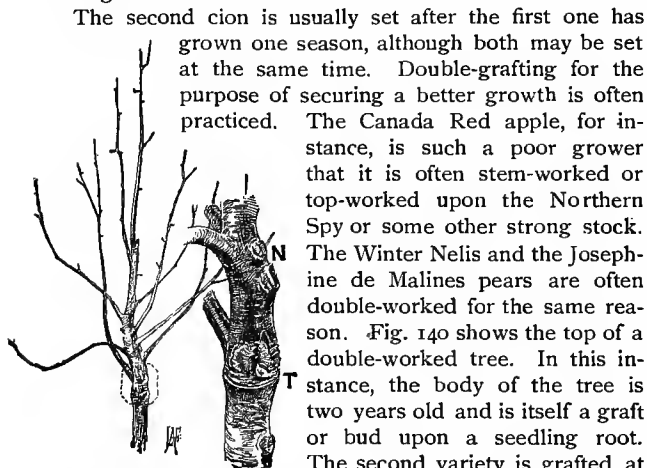 The second cion is usually set after the first one has
grown one season, although both may be set
at the same time. Double-grafting for the
purpose of securing a better growth is often
practiced. The Canada Red apple, for in-
stance, is such a poor grower
that it is often stem-worked or
top-worked upon the Northern
Spy or some other strong stock.
N
The Winter Nelis and the Joseph-
ine de Malines pears are often
double-worked for the same rea-
son. Fig. 140 shows the top of a
double-worked tree. In this in-
T
stance, the body of the tree is
two years old and is itself a graft
or bud upon a seedling root.
The second variety is grafted at